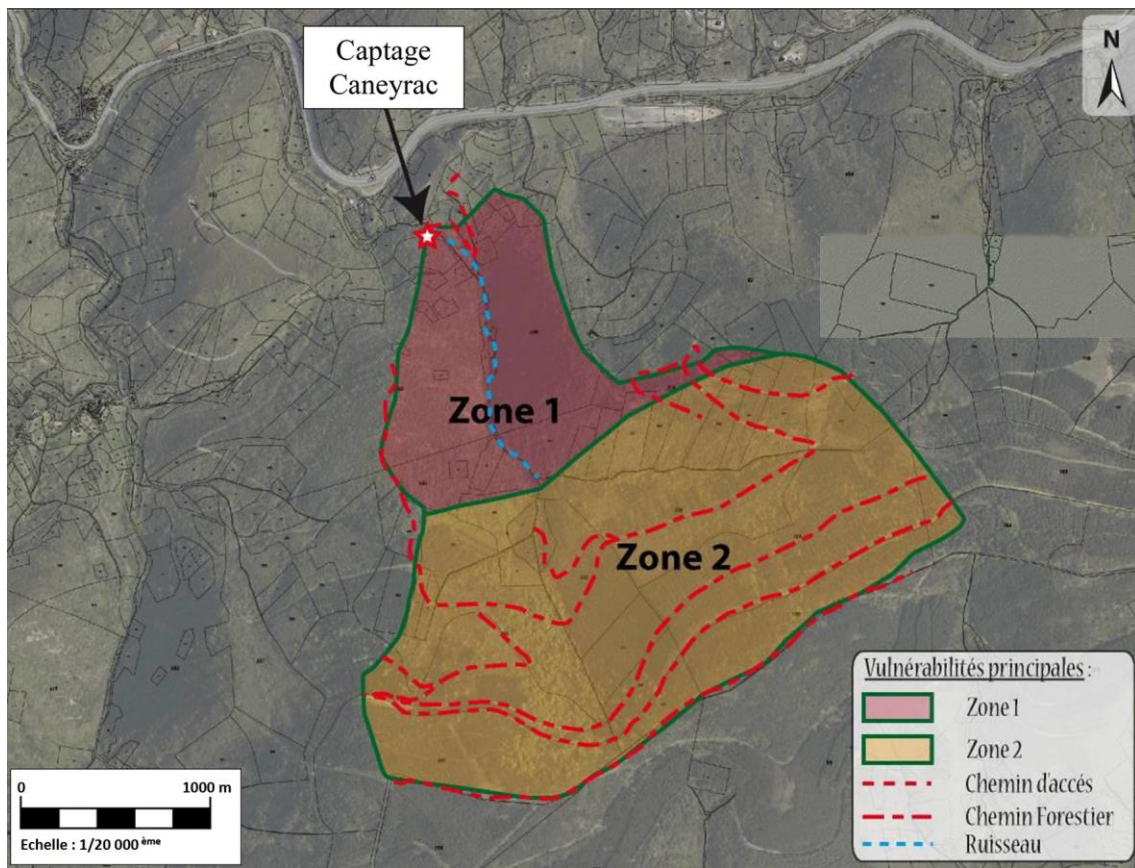 Captage
Caneyrac
N
Zone 1
Zone 2
Vulnérabilités principales :
Zone 1
Zone 2
Chemin d'accés
Chemin Forestier
Ruisseau
0 1000 m
Echelle : 1/20 000 ème